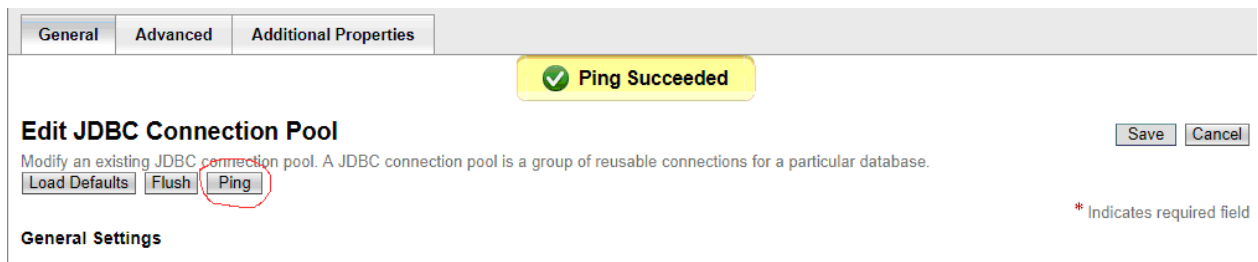 General Advanced Additional Properties
Ping Succeeded
Edit JDBC Connection Pool
Save Cancel
Modify an existing JDBC connection pool. A JDBC connection pool is a group of reusable connections for a particular database.
Load Defaults Flush Ping
* Indicates required field
General Settings